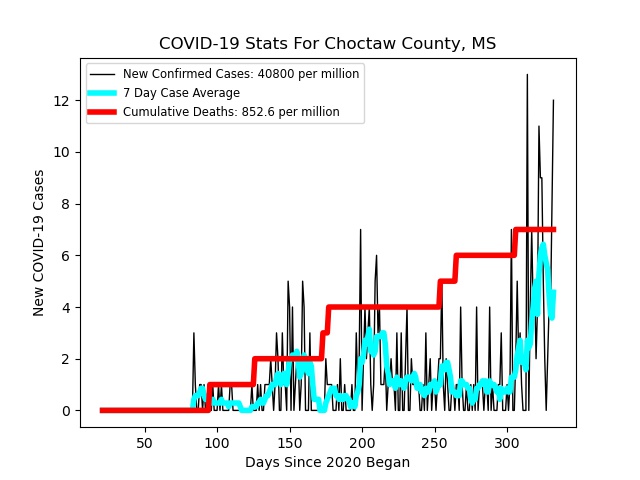 COVID-19 Stats For Choctaw County, MS
New Confirmed Cases: 40800 per million
7 Day Case Average
Cumulative Deaths: 852.6 per million
New COVID-19 Cases
12
10
8
6
4
2
0
50 100 150 200 250 300
Days Since 2020 Began